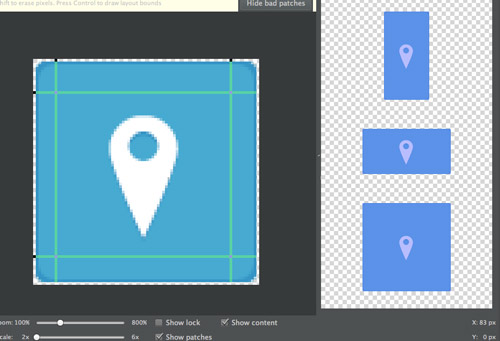 hift to erase pixels. Press Control to draw layout bounds
Hide bad patches
oom: 100%
800%
Show lock
Show content
X: 83 px
cale: 2x
6x
Show patches
Y: 0 px